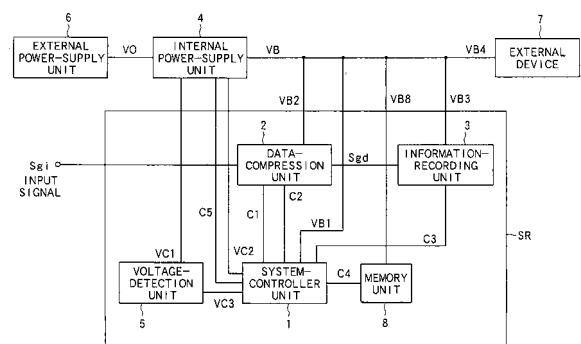 6
4
7
EXTERNAL
POWER-SUPPLY
UNIT
VO
INTERNAL
POWER-SUPPLY
UNIT
VB
VB4
EXTERNAL
DEVICE
VB2
VB8
VB3
2
3
Sgi
INPUT
SIGNAL
DATA-
COMPRESSION
UNIT
Sgd
INFORMATION-
RECORDING
UNIT
C1
C2
C5
VB1
C3
SR
VC1
VC2
VOLTAGE-
DETECTION
UNIT
VC3
SYSTEM-
CONTROLLER
UNIT
C4
MEMORY
UNIT
5
1
8